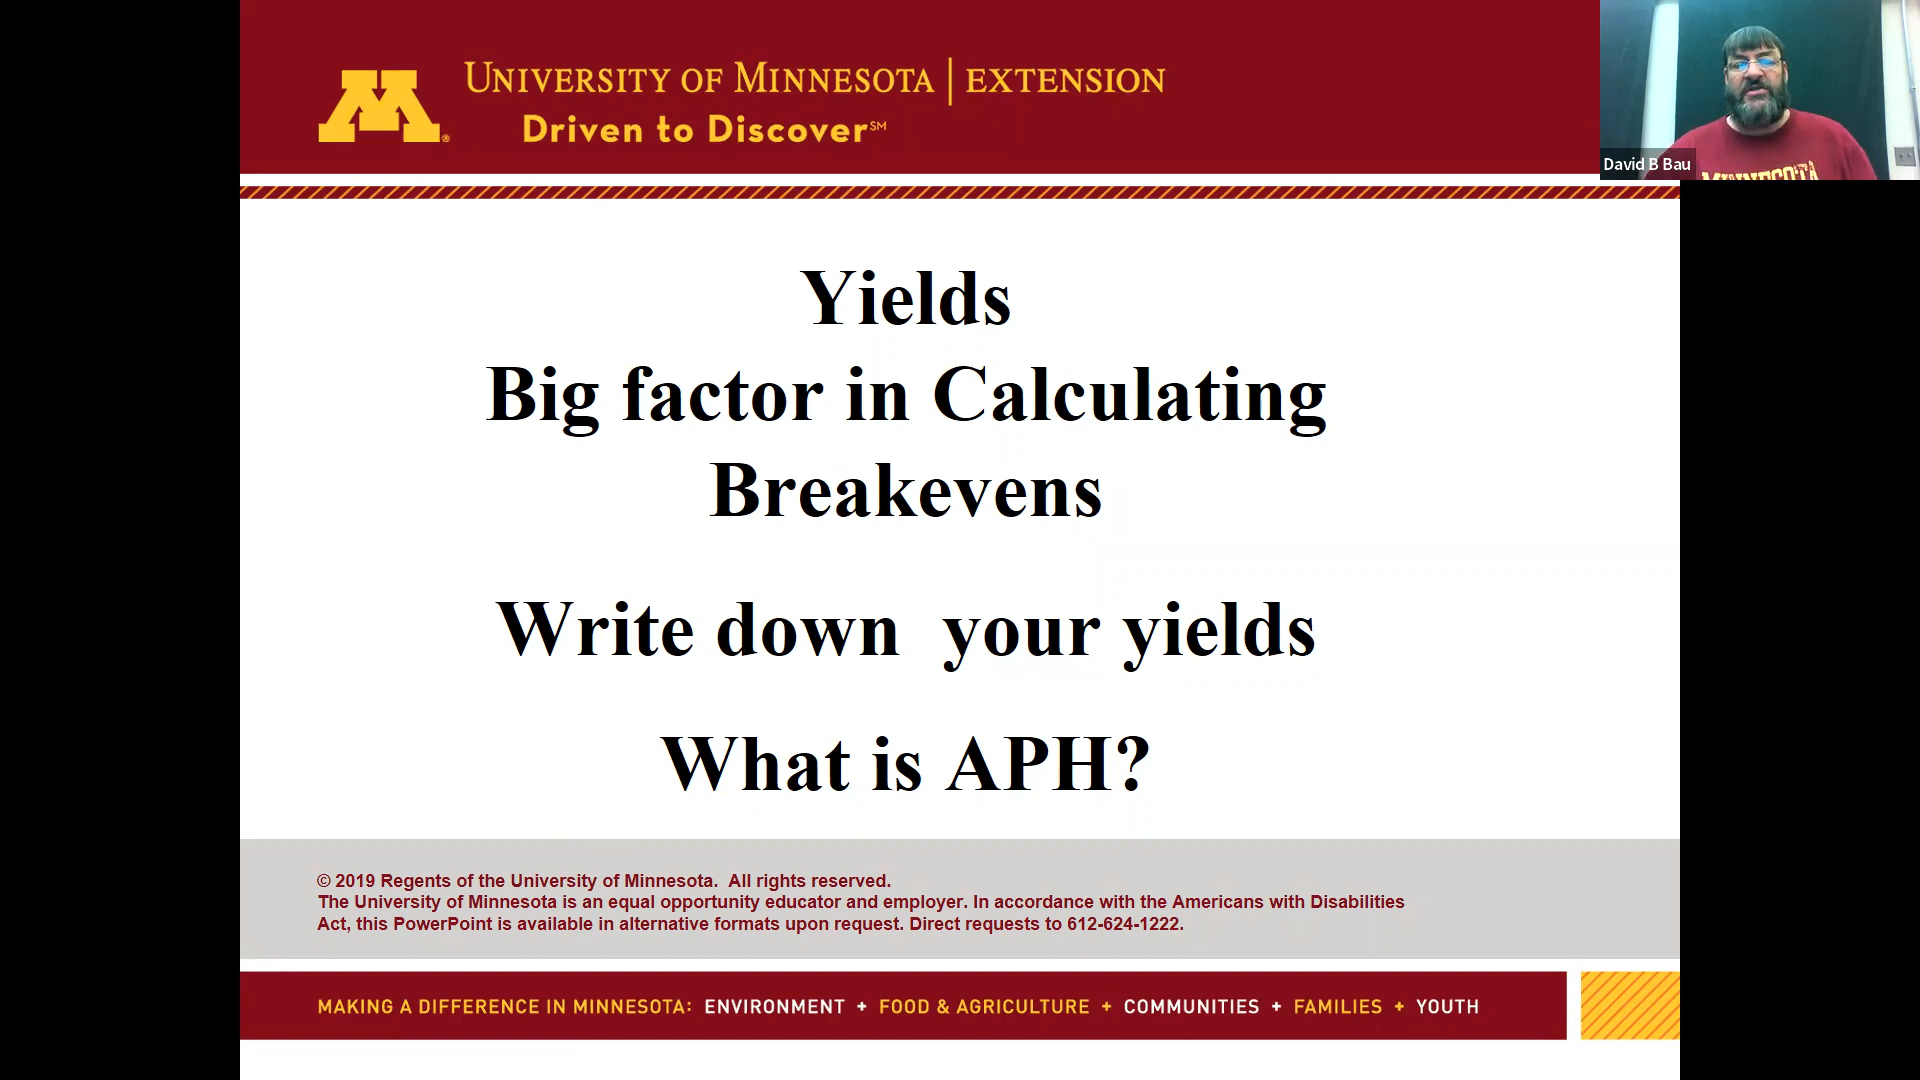 UNIVERSITY OF MINNESOTA | EXTENSION
Driven to Discover℠
M®
David B Bau
MINNESOTA
Yields
Big factor in Calculating
Breakevens
Write down  your yields
What is APH?
© 2019 Regents of the University of Minnesota.  All rights reserved.
The University of Minnesota is an equal opportunity educator and employer. In accordance with the Americans with Disabilities
Act, this PowerPoint is available in alternative formats upon request. Direct requests to 612-624-1222.
MAKING A DIFFERENCE IN MINNESOTA: ENVIRONMENT + FOOD & AGRICULTURE + COMMUNITIES + FAMILIES + YOUTH